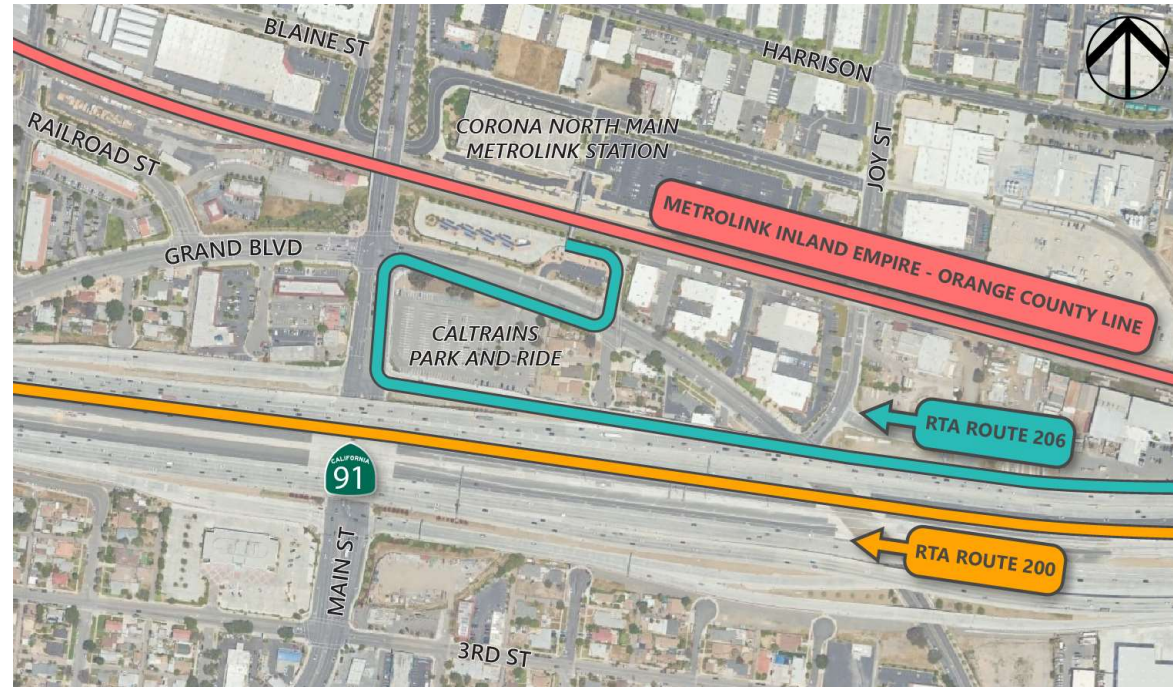 BLAINE ST
HARRISON
RAILROAD ST
CORONA NORTH MAIN
METROLINK STATION
JOY ST
METROLINK INLAND EMPIRE - ORANGE COUNTY LINE
GRAND BLVD
CALTRAINS
PARK AND RIDE
RTA ROUTE 206
CALIFORNIA
91
RTA ROUTE 200
MAIN ST
3RD ST